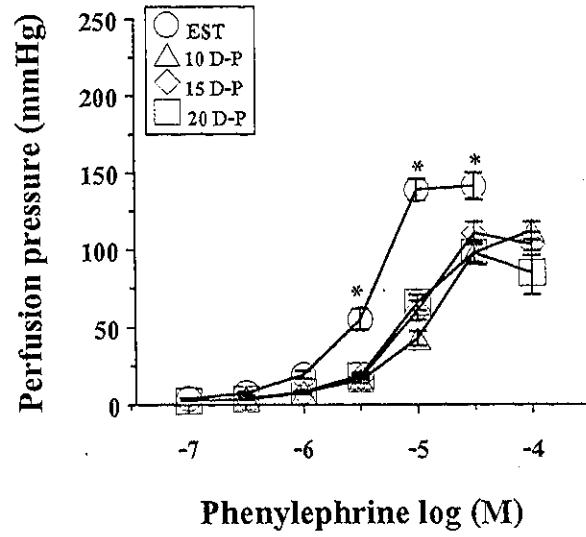 Perfusion pressure (mmHg)
250
200
150
100
50
0
EST
10 D-P
15 D-P
20 D-P
*
*
*
-7
-6
-5
-4
Phenylephrine log (M)